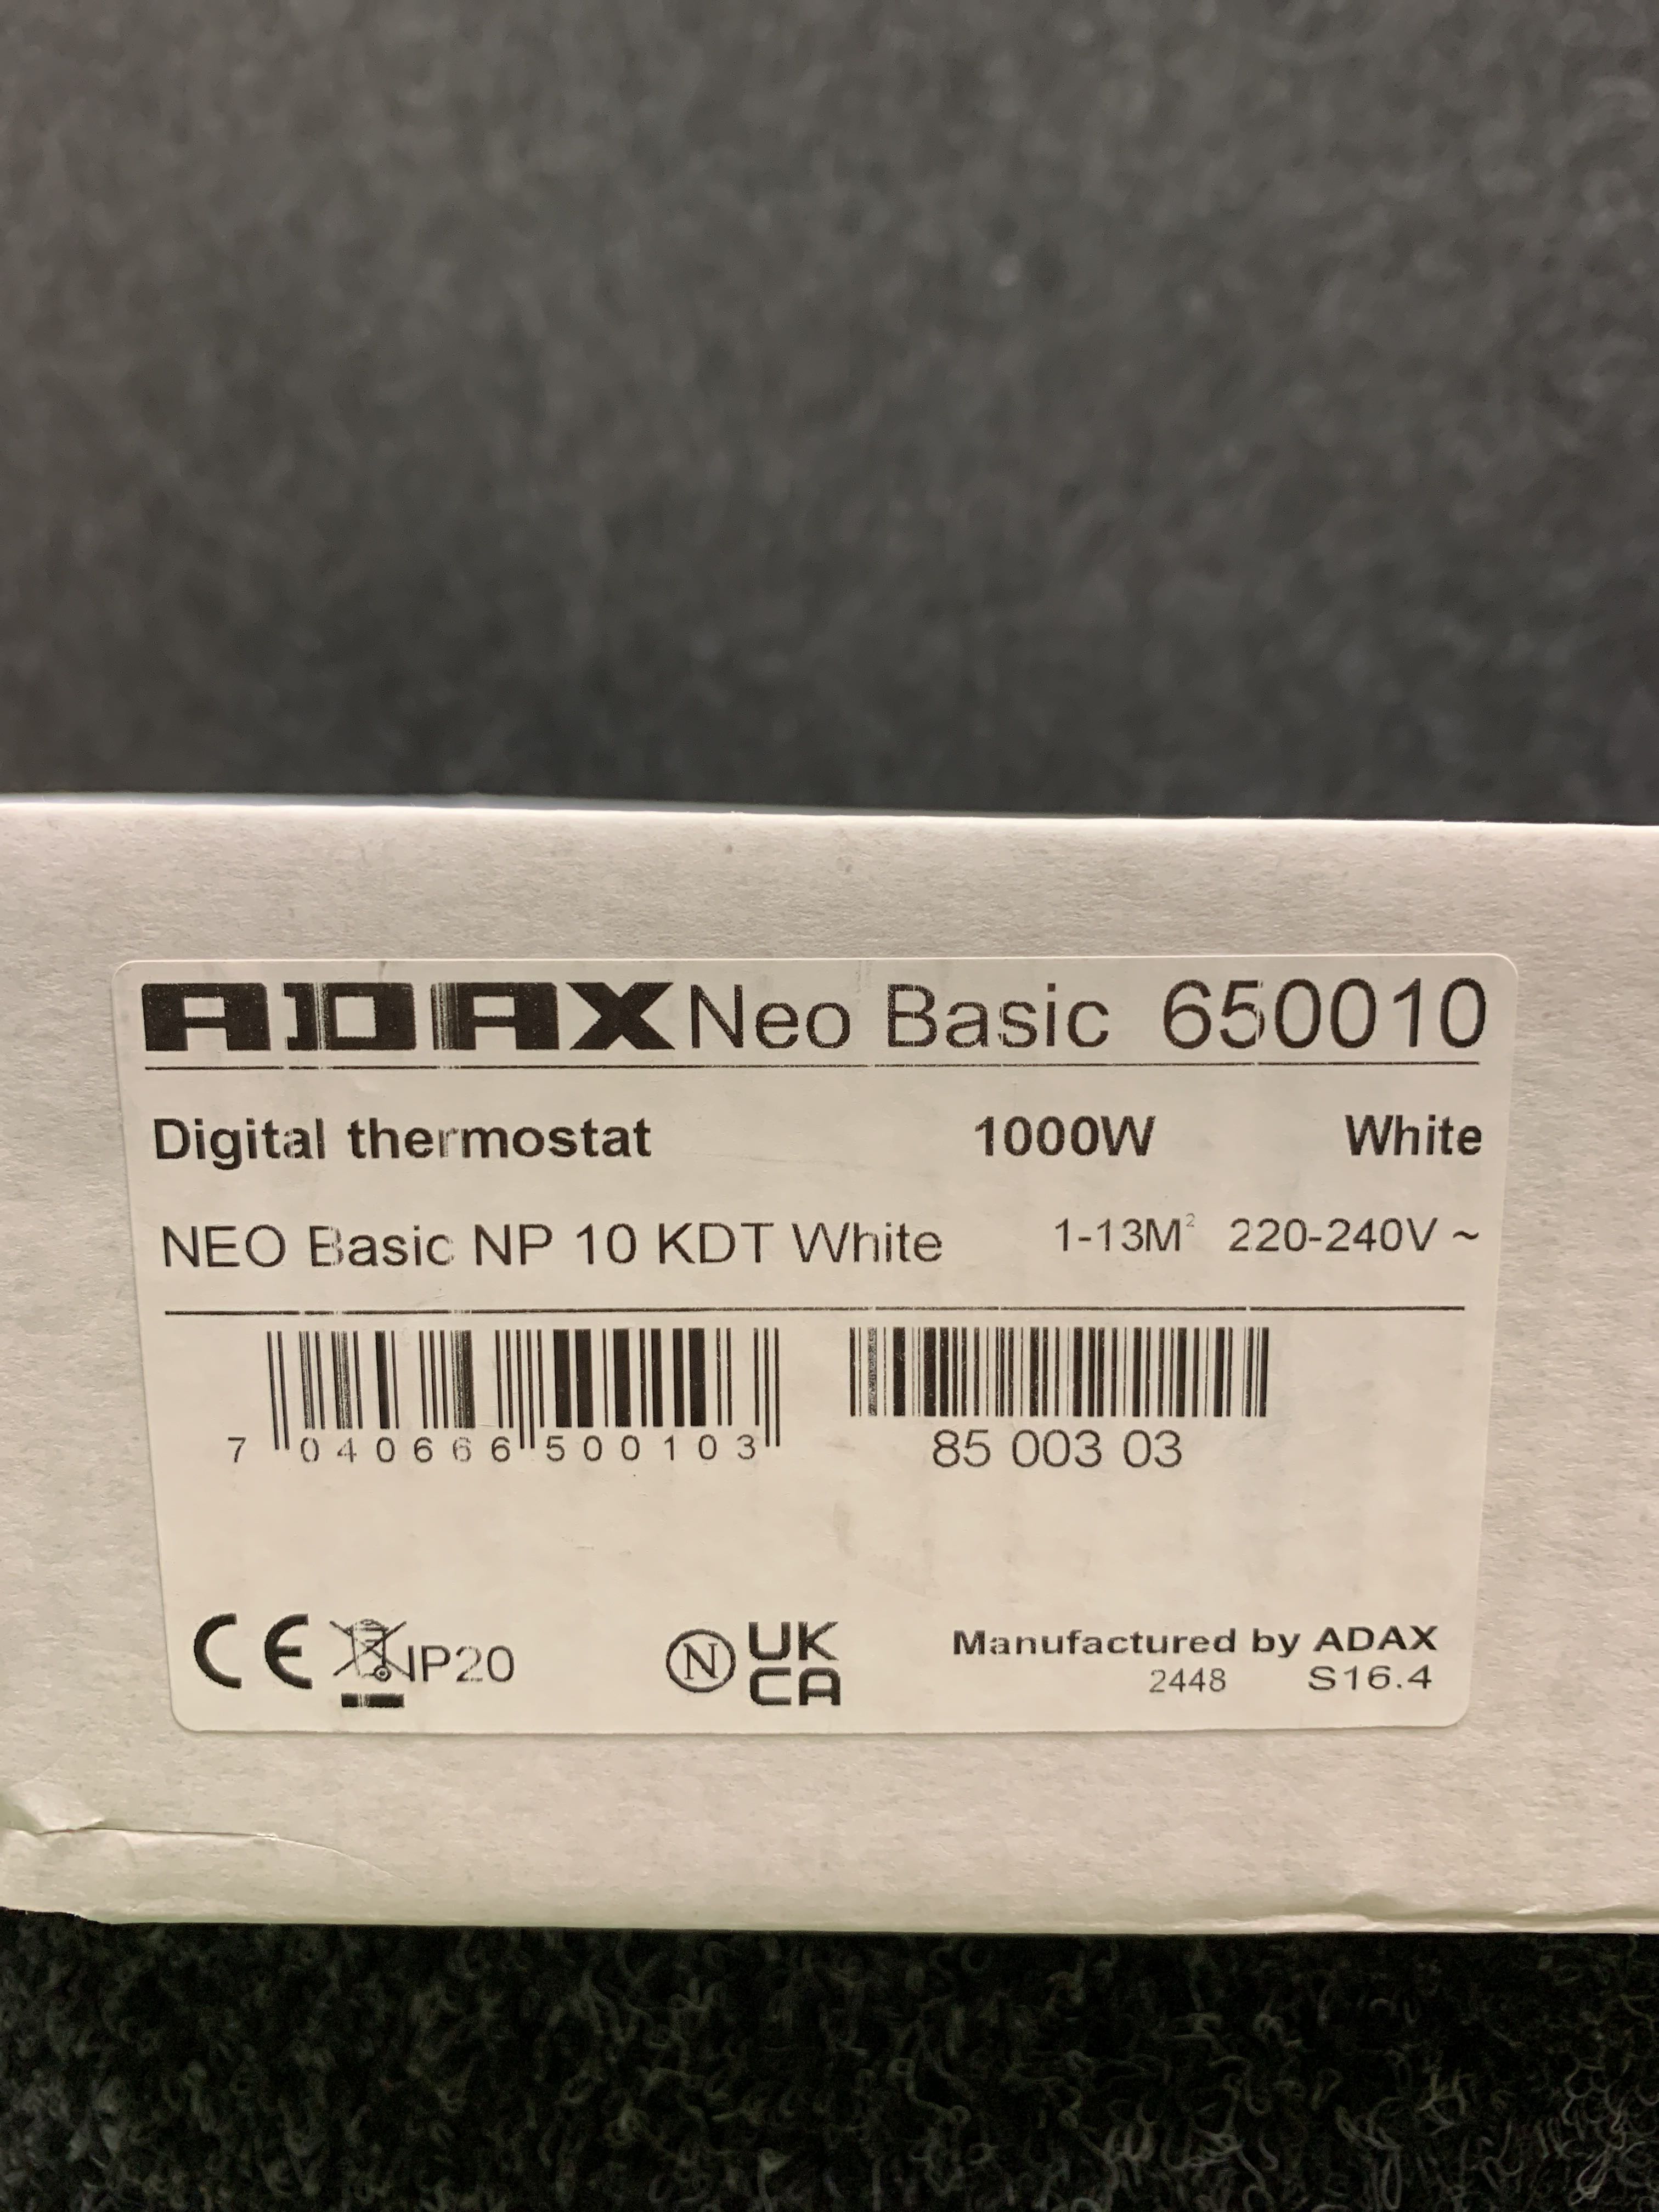 ADAX Neo Basic 650010
Digital thermostat 1000W White
NEO Basic NP 10 KDT White 1-13M² 220-240V ~
7 040666 500103 85 003 03
CE IP20 N UK CA Manufactured by ADAX
2448 S16.4